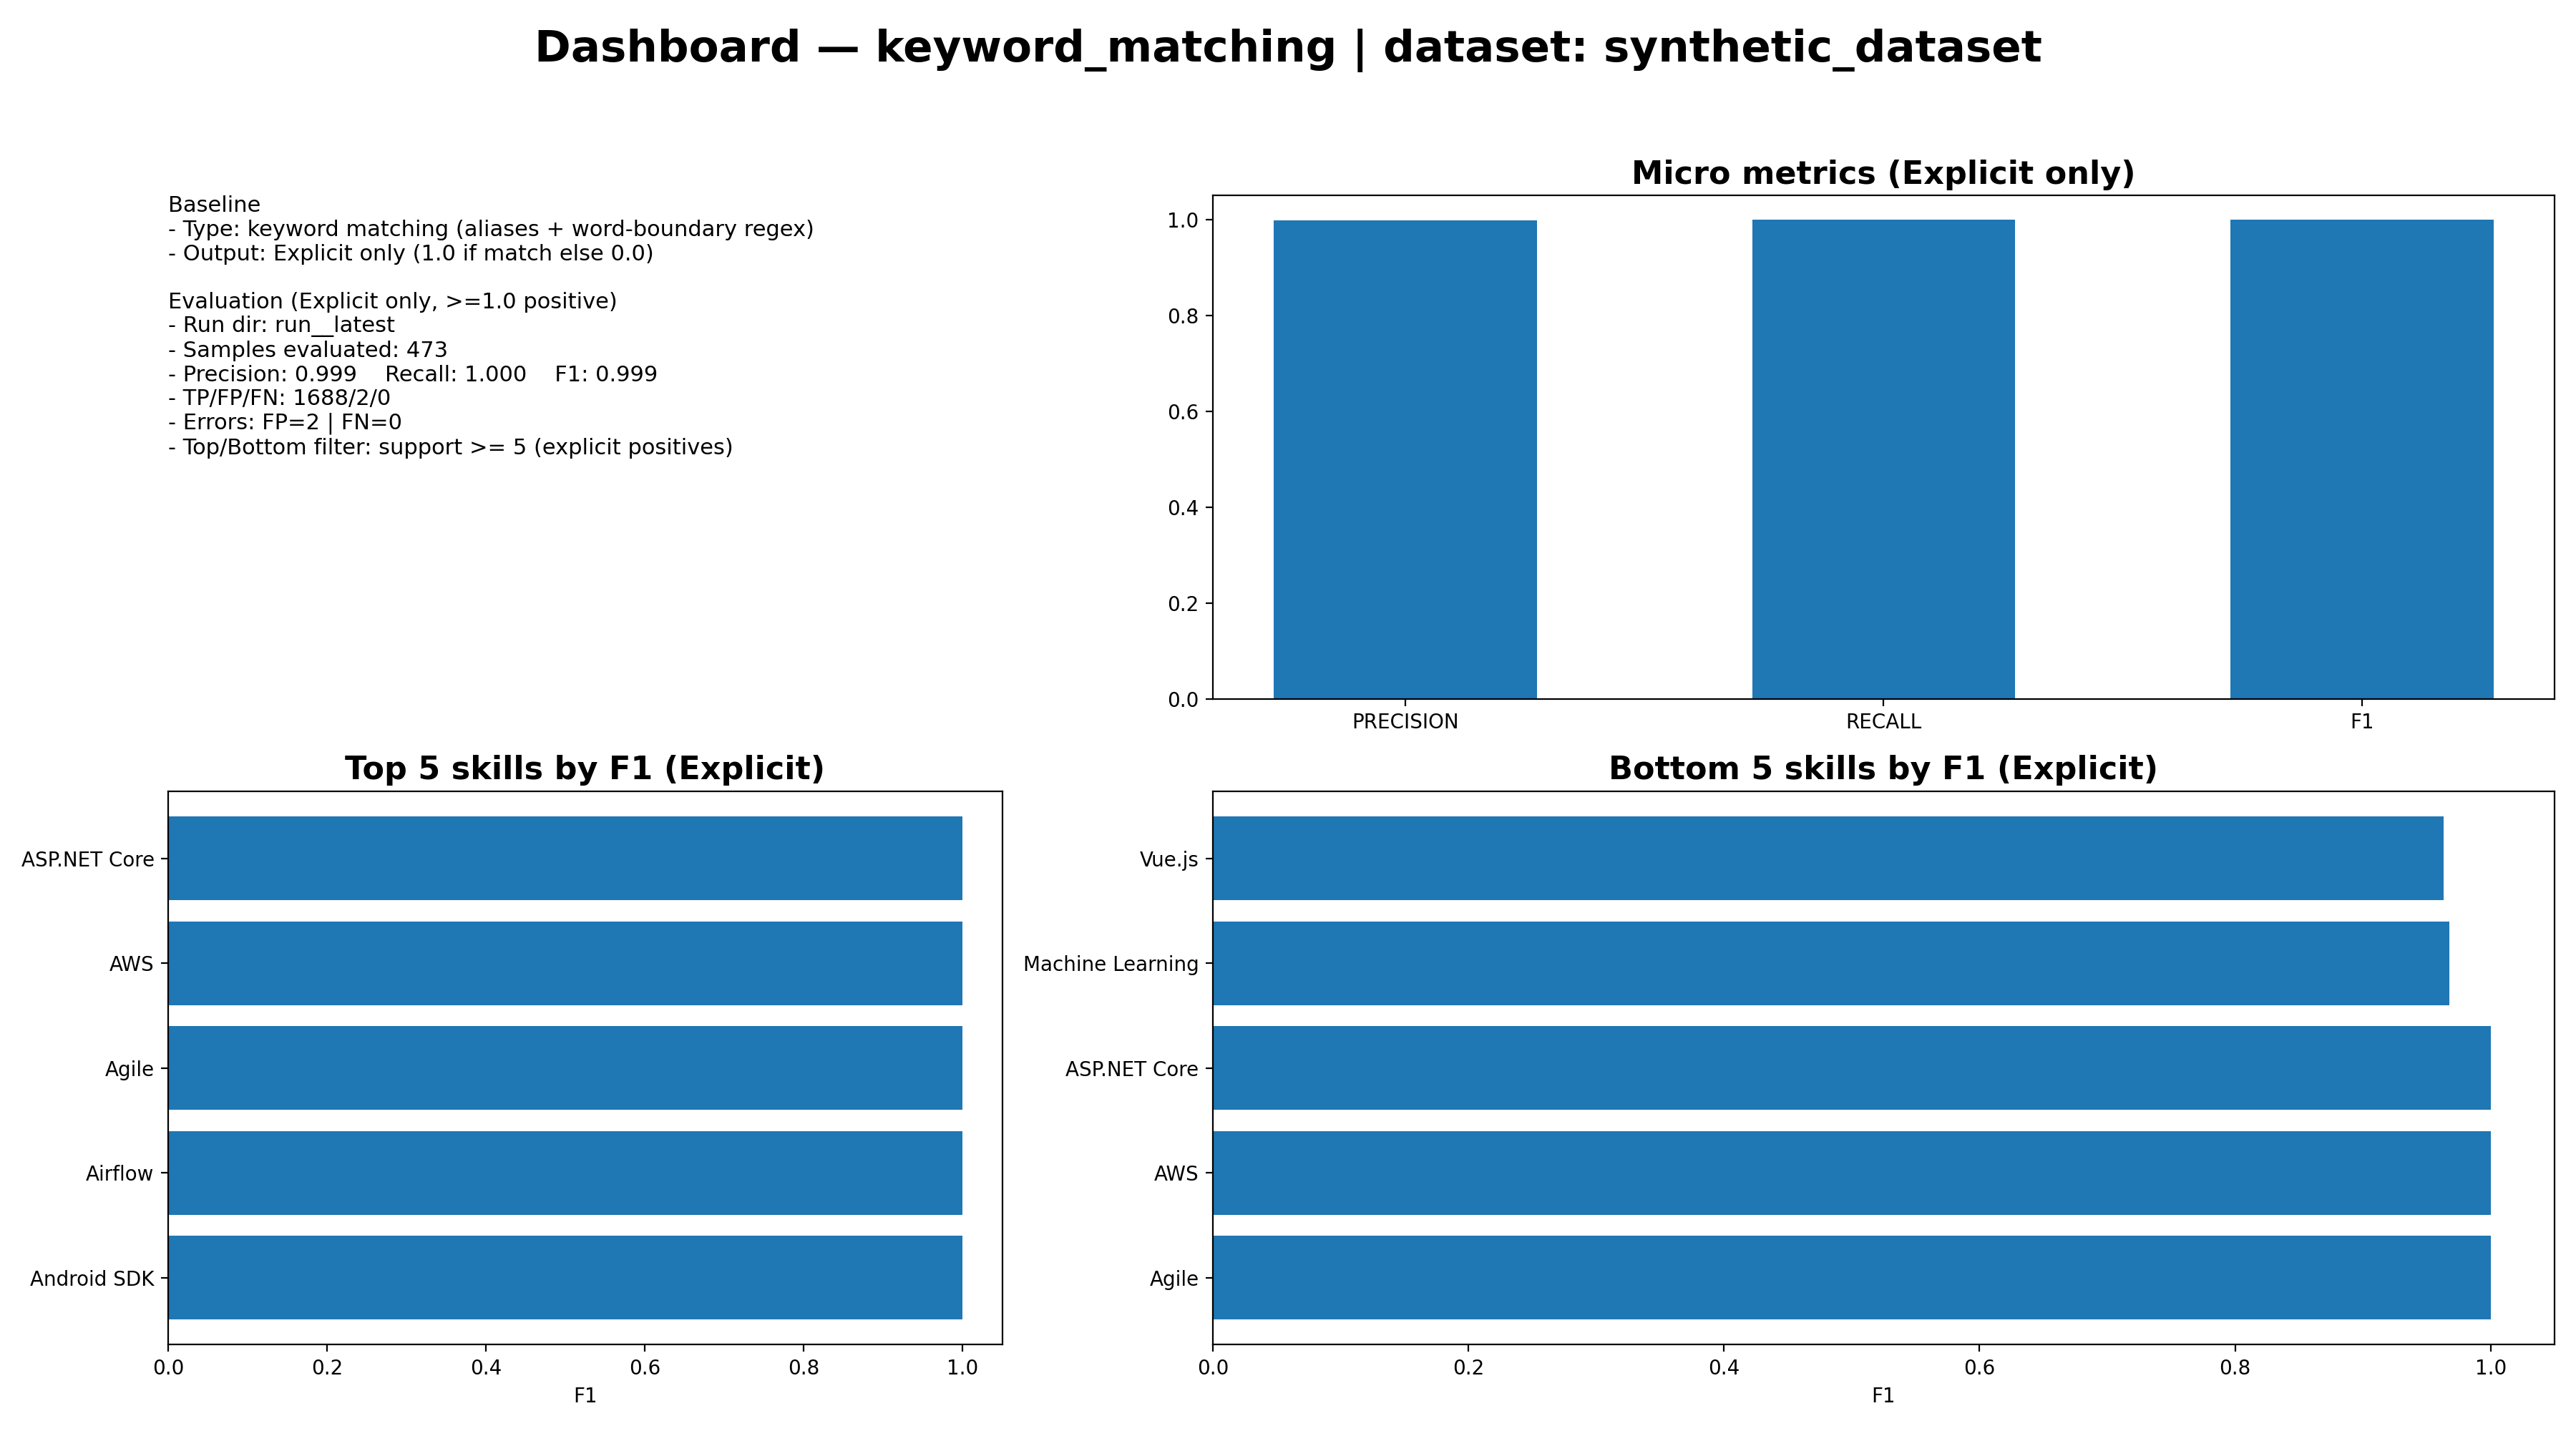 Dashboard — keyword_matching | dataset: synthetic_dataset
Baseline
- Type: keyword matching (aliases + word-boundary regex)
- Output: Explicit only (1.0 if match else 0.0)
Evaluation (Explicit only, >=1.0 positive)
- Run dir: run__latest
- Samples evaluated: 473
- Precision: 0.999    Recall: 1.000    F1: 0.999
- TP/FP/FN: 1688/2/0
- Errors: FP=2 | FN=0
- Top/Bottom filter: support >= 5 (explicit positives)
Micro metrics (Explicit only)
1.0
0.8
0.6
0.4
0.2
0.0
PRECISION RECALL F1
Top 5 skills by F1 (Explicit)
ASP.NET Core
AWS
Agile
Airflow
Android SDK
0.0 0.2 0.4 0.6 0.8 1.0
F1
Bottom 5 skills by F1 (Explicit)
Vue.js
Machine Learning
ASP.NET Core
AWS
Agile
0.0 0.2 0.4 0.6 0.8 1.0
F1